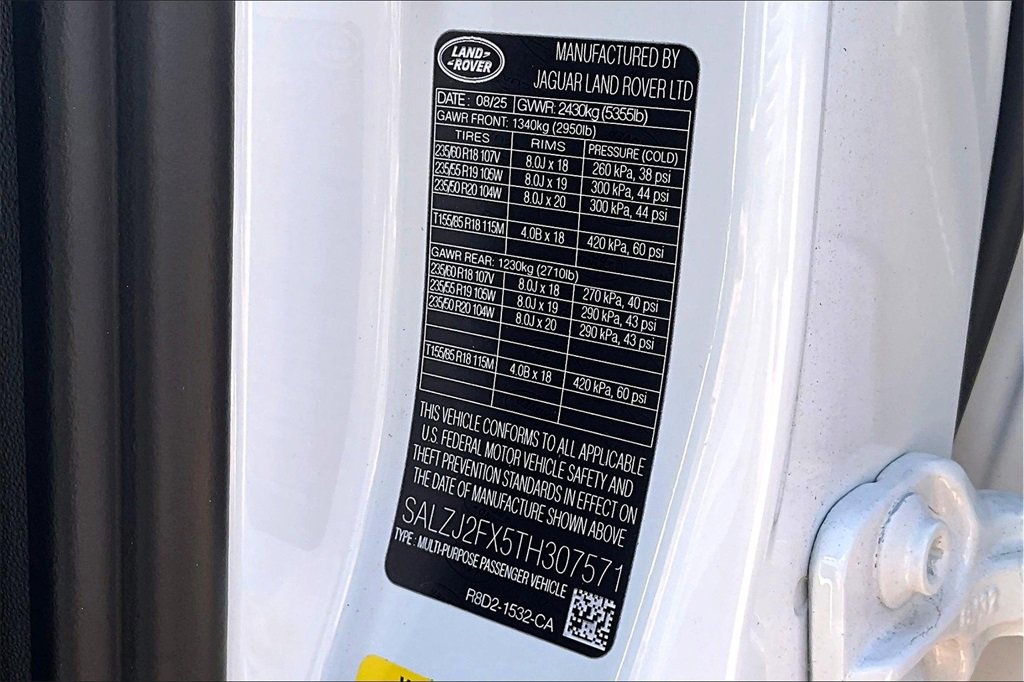 LAND
ROVER
MANUFACTURED BY
JAGUAR LAND ROVER LTD
DATE : 08/25 GVWR: 2430kg (5355lb)
GAWR FRONT: 1340kg (2950lb)
TIRES RIMS PRESSURE (COLD)
235/60 R18 107V 8.0J x 18 260 kPa, 38 psi
235/55 R19 105W 8.0J x 19 300 kPa, 44 psi
235/50 R20 104W 8.0J x 20 300 kPa, 44 psi
T155/85 R18 115M 4.0B x 18 420 kPa, 60 psi
GAWR REAR: 1230kg (2710lb)
235/60 R18 107V 8.0J x 18 270 kPa, 40 psi
235/55 R19 105W 8.0J x 19 290 kPa, 43 psi
235/50 R20 104W 8.0J x 20 290 kPa, 43 psi
T155/85 R18 115M 4.0B x 18 420 kPa, 60 psi
THIS VEHICLE CONFORMS TO ALL APPLICABLE
U.S. FEDERAL MOTOR VEHICLE SAFETY AND
THEFT PREVENTION STANDARDS IN EFFECT ON
THE DATE OF MANUFACTURE SHOWN ABOVE
SALZJ2FX5TH307571
TYPE : MULTI-PURPOSE PASSENGER VEHICLE
R8D2-1532-CA